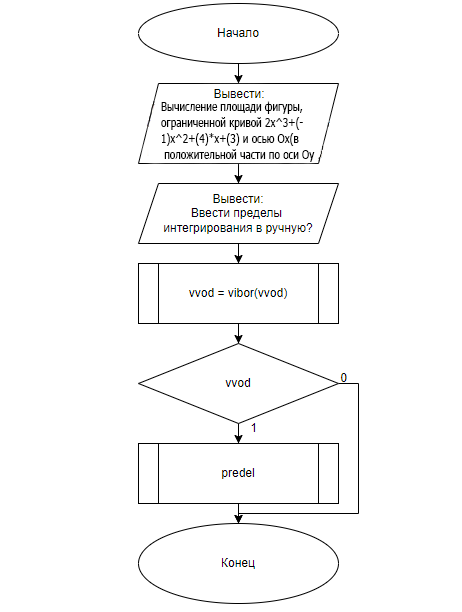 Начало
Вывести:
Вычисление площади фигуры,
ограниченной кривой 2x^3+(-
1)x^2+(4)*x+(3) и осью Ox(в
положительной части по оси Oy
Вывести:
Ввести пределы
интегрирования в ручную?
vvod = vibor(vvod)
vvod
0
1
predel
Конец